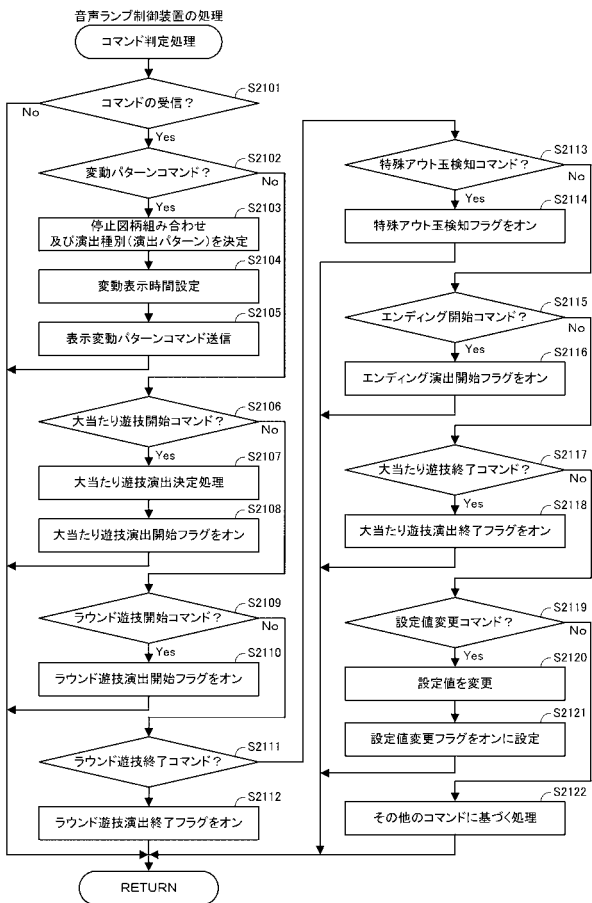 音声ランプ制御装置の処理
コマンド判定処理
S2101
コマンドの受信？
No
Yes
S2102
変動パターンコマンド？
No
Yes
S2103
停止図柄組み合わせ
及び演出種別(演出パターン)を決定
S2104
変動表示時間設定
S2105
表示変動パターンコマンド送信
S2106
大当たり遊技開始コマンド？
No
Yes
S2107
大当たり遊技演出決定処理
S2108
大当たり遊技演出開始フラグをオン
S2109
ラウンド遊技開始コマンド？
No
Yes
S2110
ラウンド遊技演出開始フラグをオン
S2111
ラウンド遊技終了コマンド？
S2112
ラウンド遊技演出終了フラグをオン
RETURN
S2113
特殊アウト玉検知コマンド？
No
Yes
S2114
特殊アウト玉検知フラグをオン
S2115
エンディング開始コマンド？
No
Yes
S2116
エンディング演出開始フラグをオン
S2117
大当たり遊技終了コマンド？
No
Yes
S2118
大当たり遊技演出終了フラグをオン
S2119
設定値変更コマンド？
No
Yes
S2120
設定値を変更
S2121
設定値変更フラグをオンに設定
S2122
その他のコマンドに基づく処理